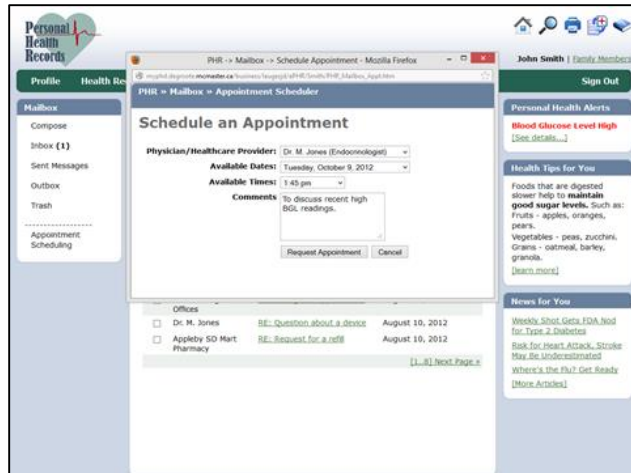 Personal
Health
Records
John Smith | Family Members
Profile
Health Re
Sign Out
Mailbox
Compose
Inbox (1)
Sent Messages
Outbox
Trash
Appointment
Scheduling
PHR -> Mailbox -> Schedule Appointment - Mozilla Firefox
PHR » Mailbox » Appointment Scheduler
Schedule an Appointment
Physician/Healthcare Provider: Dr. M. Jones (Endocrinologist)
Available Dates: Tuesday, October 9, 2012
Available Times: 1:45 pm
Comments
To discuss recent high
BGL readings.
Request Appointment Cancel
Offices
Dr. M. Jones RE: Question about a device August 10, 2012
Appleby SD Mart RE: Request for a refill August 10, 2012
Pharmacy
[1..8] Next Page »
Personal Health Alerts
Blood Glucose Level High
[See details...]
Health Tips for You
Foods that are digested
slower help to maintain
good sugar levels. Such as:
Fruits - apples, oranges,
pears.
Vegetables - peas, zucchini.
Grains - oatmeal, barley,
granola.
[learn more]
News for You
Weekly Shot Gets FDA Nod
for Type 2 Diabetes
Risk for Heart Attack, Stroke
May Be Underestimated
Where's the Flu? Get Ready
[More Articles]